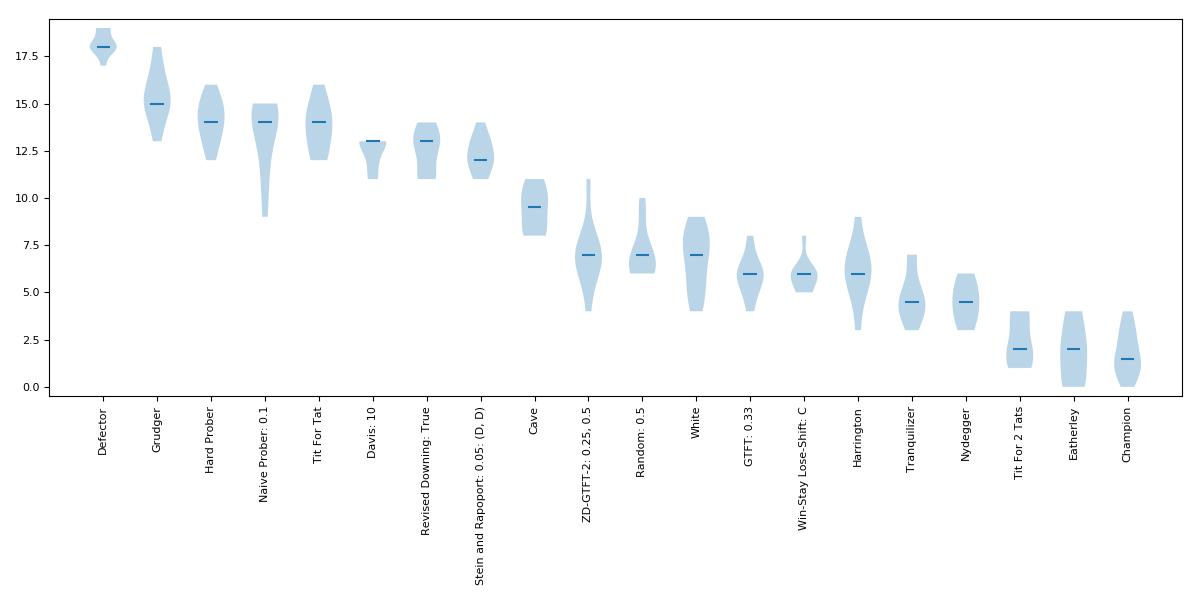 17.5
15.0
12.5
10.0
7.5
5.0
2.5
0.0
Defector
Grudger
Hard Prober
Naive Prober: 0.1
Tit For Tat
Davis: 10
Revised Downing: True
Stein and Rapoport: 0.05: (D, D)
Cave
ZD-GTFT-2: 0.25, 0.5
Random: 0.5
White
GTFT: 0.33
Win-Stay Lose-Shift: C
Harrington
Tranquilizer
Nydegger
Tit For 2 Tats
Eatherley
Champion